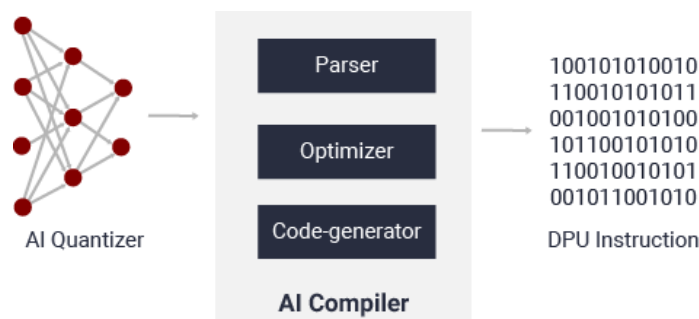 AI Quantizer
Parser
Optimizer
Code-generator
AI Compiler
100101010010
110010101011
001001010100
101100101010
110010010101
001011001010
DPU Instruction